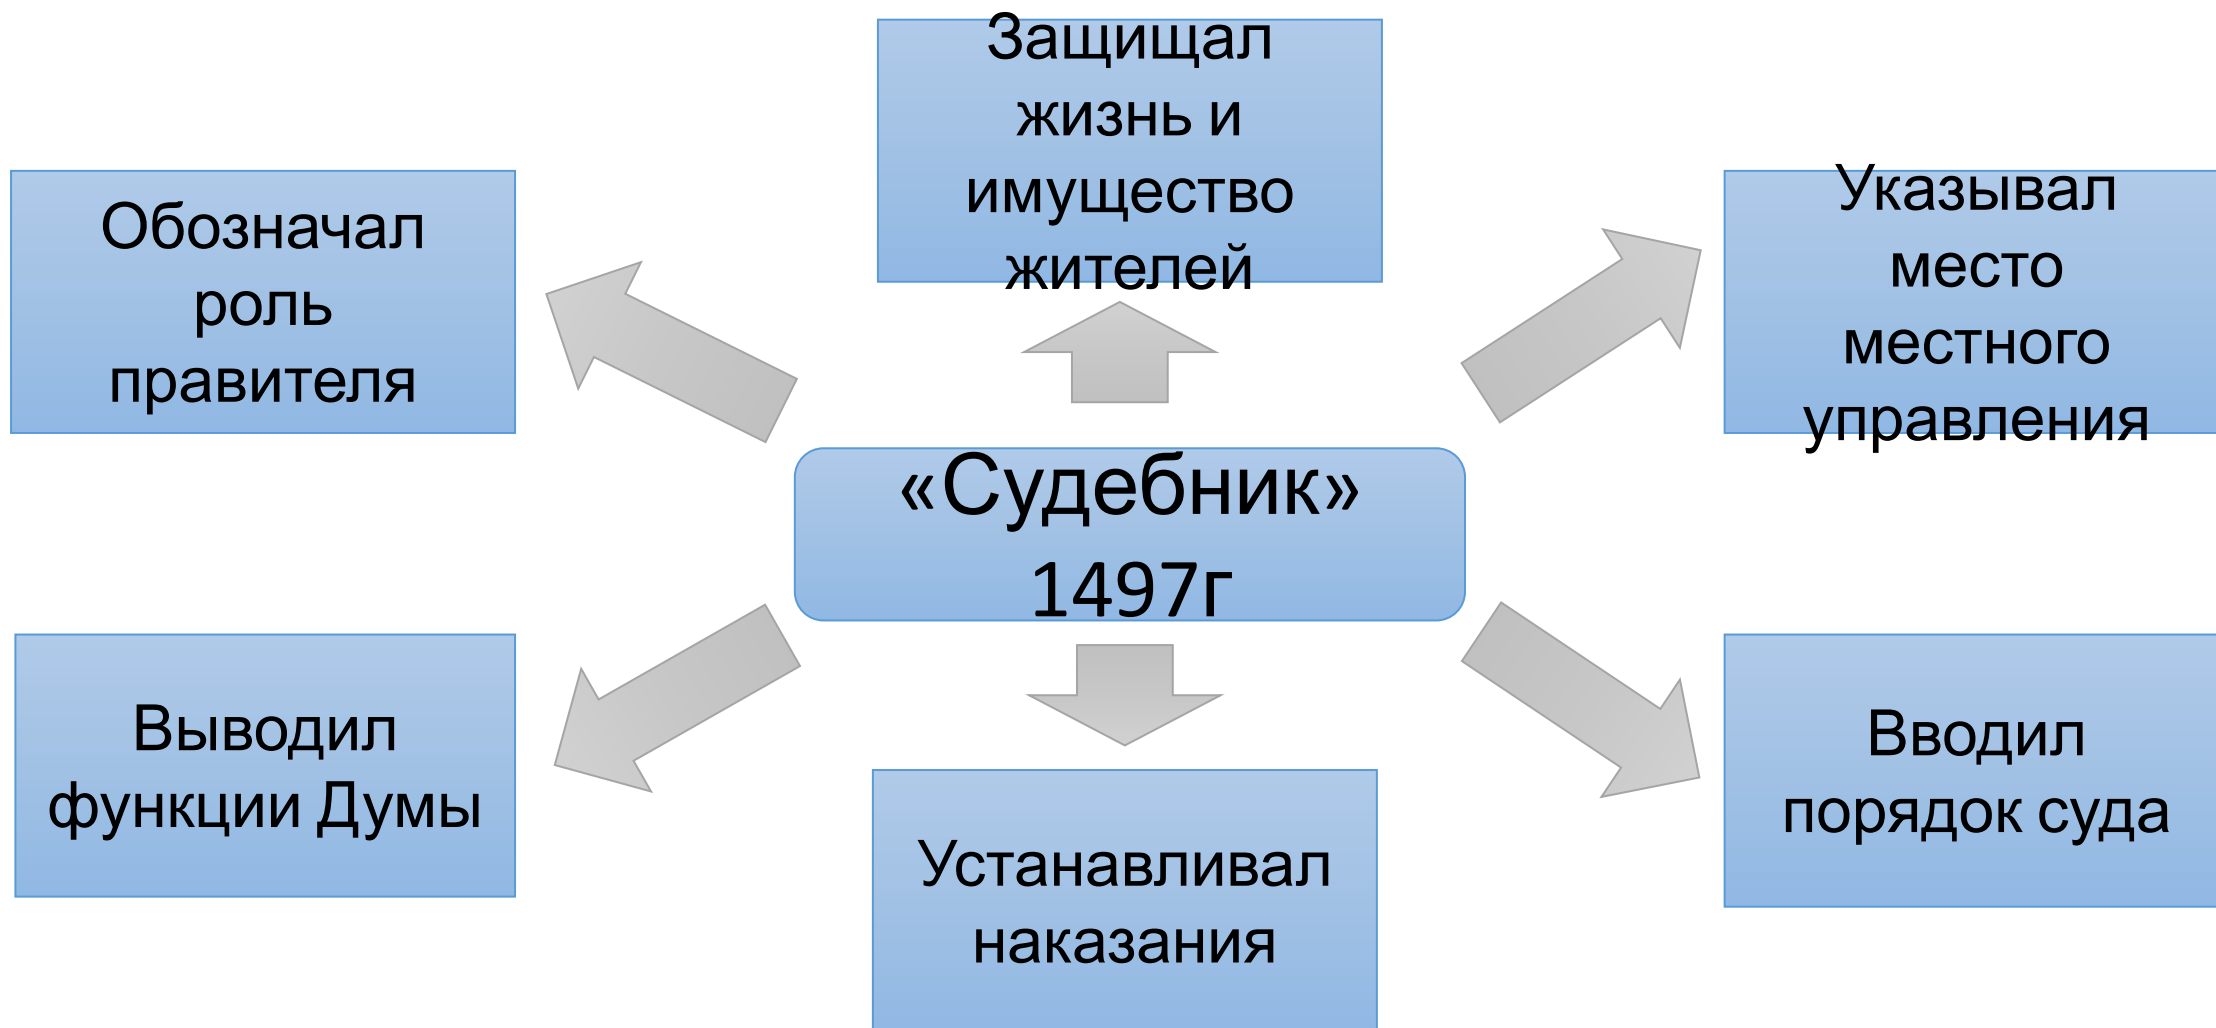 Защищал
жизнь и
имущество
жителей
Обозначал
роль
правителя
Указывал
место
местного
управления
«Судебник»
1497г
Выводил
функции Думы
Устанавливал
наказания
Вводил
порядок суда